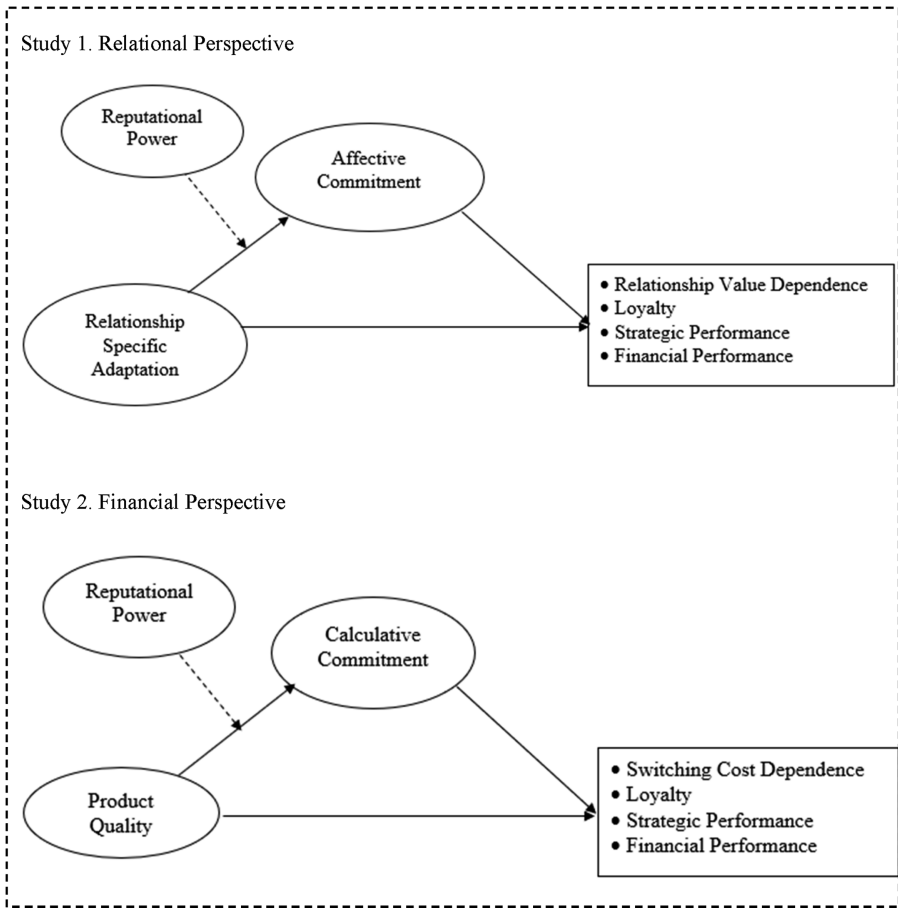 Study 1. Relational Perspective
Reputational
Power
Affective
Commitment
Relationship
Specific
Adaptation
• Relationship Value Dependence
• Loyalty
• Strategic Performance
• Financial Performance
Study 2. Financial Perspective
Reputational
Power
Calculative
Commitment
Product
Quality
• Switching Cost Dependence
• Loyalty
• Strategic Performance
• Financial Performance